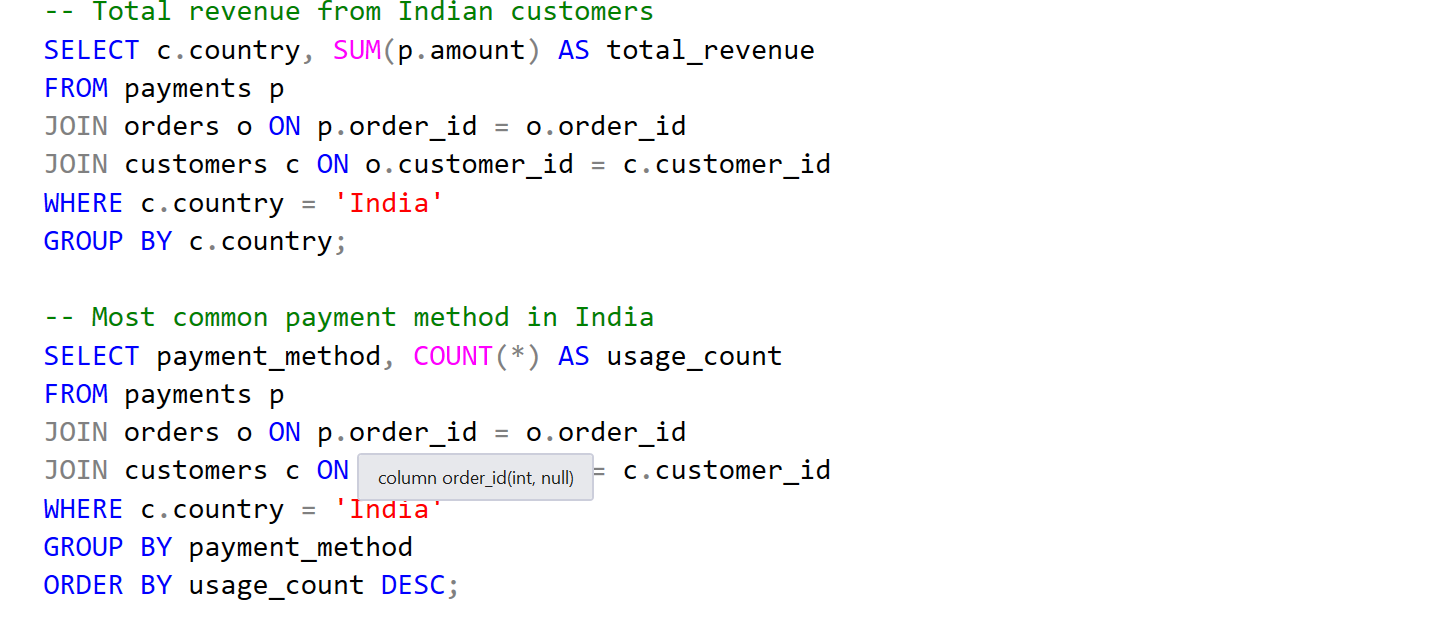 -- Total revenue from Indian customers
SELECT c.country, SUM(p.amount) AS total_revenue
FROM payments p
JOIN orders o ON p.order_id = o.order_id
JOIN customers c ON o.customer_id = c.customer_id
WHERE c.country = 'India'
GROUP BY c.country;

-- Most common payment method in India
SELECT payment_method, COUNT(*) AS usage_count
FROM payments p
JOIN orders o ON p.order_id = o.order_id
JOIN customers c ON = c.customer_id
column order_id(int, null)
WHERE c.country = 'India'
GROUP BY payment_method
ORDER BY usage_count DESC;